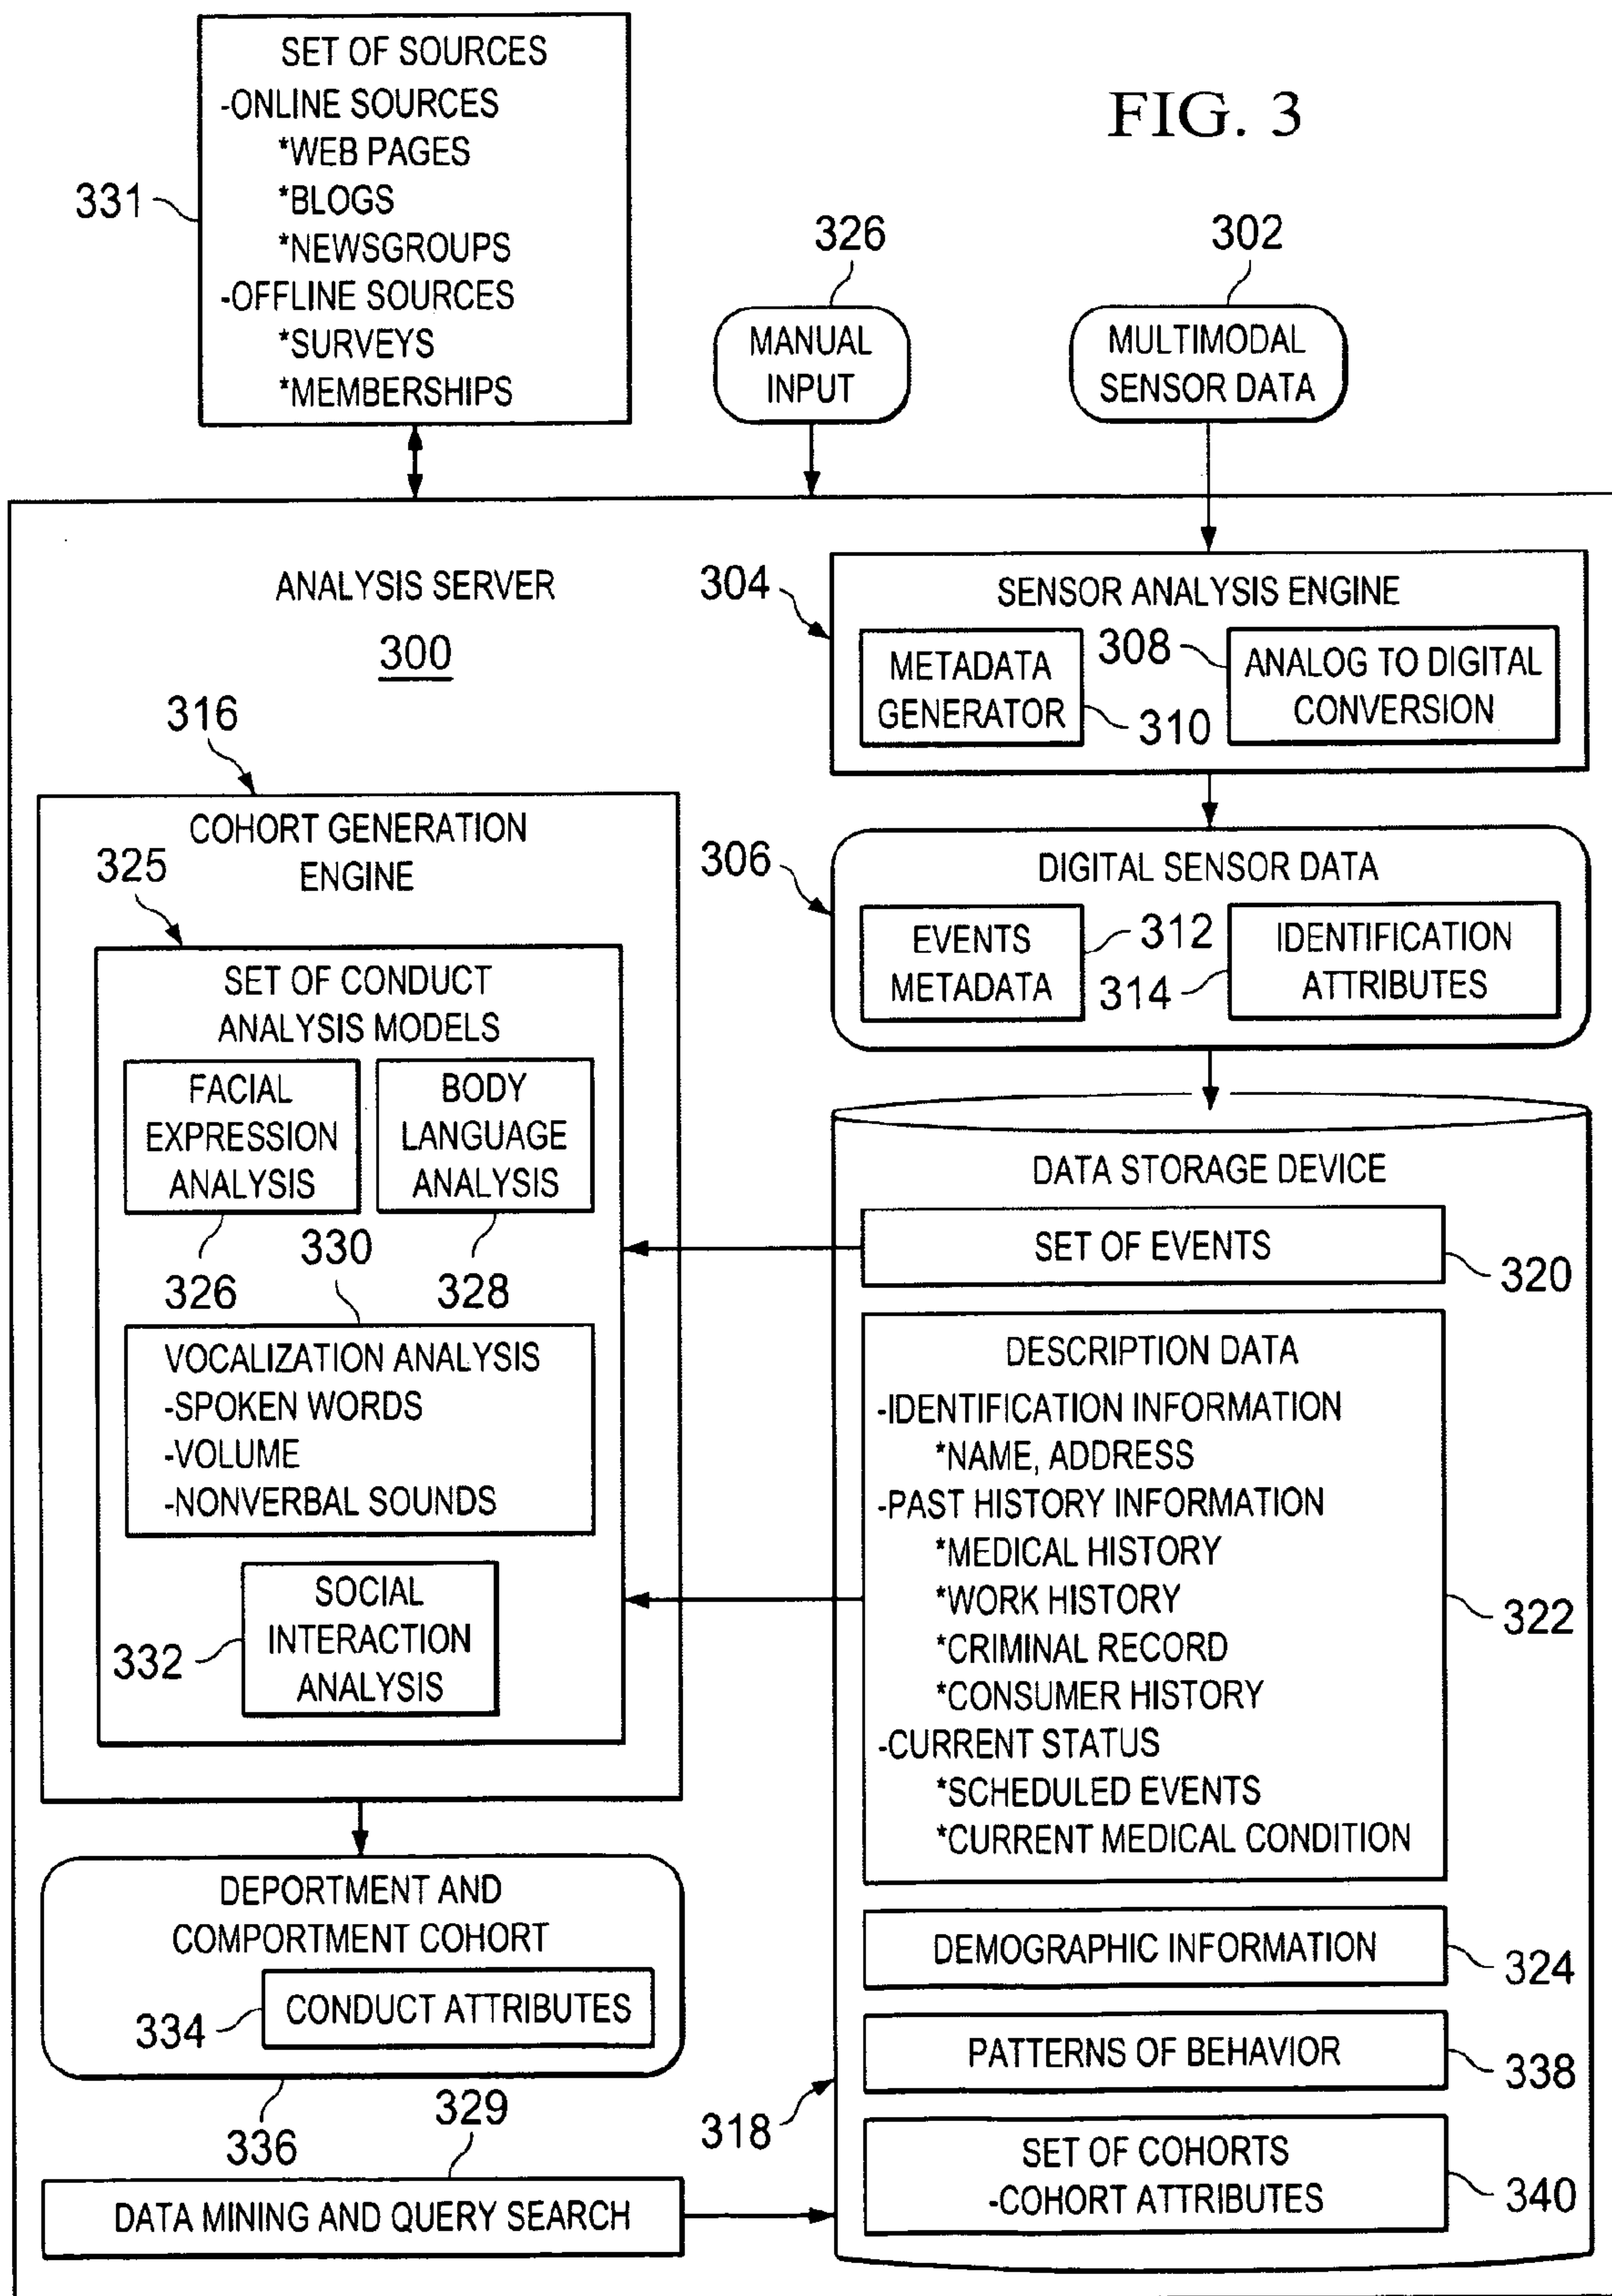 SET OF SOURCES
-ONLINE SOURCES
*WEB PAGES
*BLOGS
*NEWSGROUPS
-OFFLINE SOURCES
*SURVEYS
*MEMBERSHIPS
331
FIG. 3
326
MANUAL
INPUT
302
MULTIMODAL
SENSOR DATA
ANALYSIS SERVER
300
304
SENSOR ANALYSIS ENGINE
METADATA
GENERATOR
310
308
ANALOG TO DIGITAL
CONVERSION
316
COHORT GENERATION
ENGINE
325
SET OF CONDUCT
ANALYSIS MODELS
FACIAL
EXPRESSION
ANALYSIS
326
BODY
LANGUAGE
ANALYSIS
328
330
VOCALIZATION ANALYSIS
-SPOKEN WORDS
-VOLUME
-NONVERBAL SOUNDS
332
SOCIAL
INTERACTION
ANALYSIS
306
DIGITAL SENSOR DATA
EVENTS
METADATA
312
314
IDENTIFICATION
ATTRIBUTES
DATA STORAGE DEVICE
SET OF EVENTS
320
DESCRIPTION DATA
-IDENTIFICATION INFORMATION
*NAME, ADDRESS
-PAST HISTORY INFORMATION
*MEDICAL HISTORY
*WORK HISTORY
*CRIMINAL RECORD
*CONSUMER HISTORY
-CURRENT STATUS
*SCHEDULED EVENTS
*CURRENT MEDICAL CONDITION
322
DEMOGRAPHIC INFORMATION
324
PATTERNS OF BEHAVIOR
338
318
SET OF COHORTS
-COHORT ATTRIBUTES
340
DEPORTMENT AND
COMPORTMENT COHORT
334
CONDUCT ATTRIBUTES
336
329
DATA MINING AND QUERY SEARCH